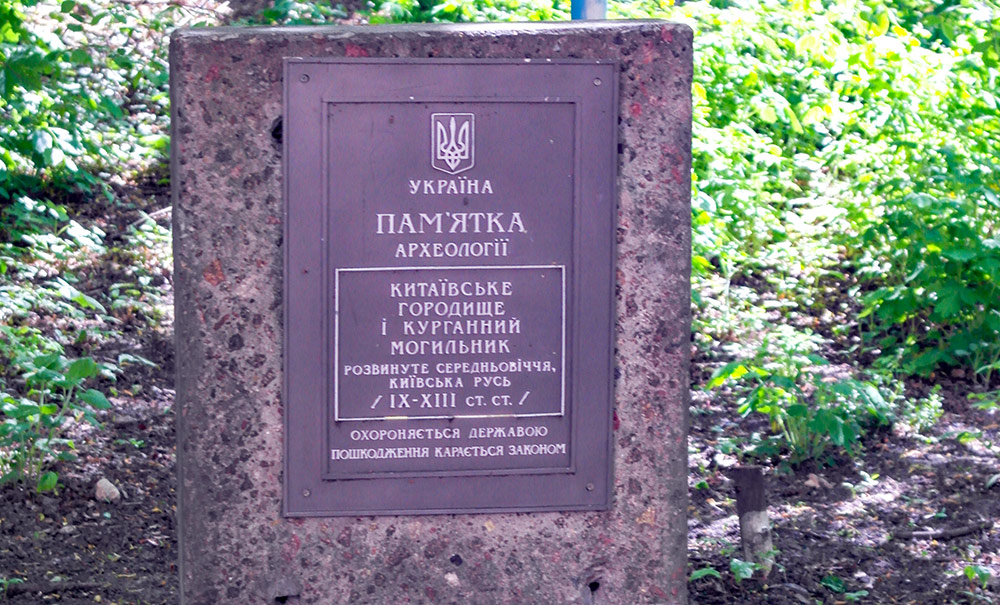 УКРАЇНА
ПАМ'ЯТКА
АРХЕОЛОГІЇ
КИТАЇВСЬКЕ
ГОРОДИЩЕ
І КУРГАННИЙ
МОГИЛЬНИК
РОЗВИНУТЕ СЕРЕДНЬОВІЧЧЯ,
КИЇВСЬКА РУСЬ
/ IX-XIII СТ. СТ. /
ОХОРОНЯЄТЬСЯ ДЕРЖАВОЮ
ПОШКОДЖЕННЯ КАРАЄТЬСЯ ЗАКОНОМ